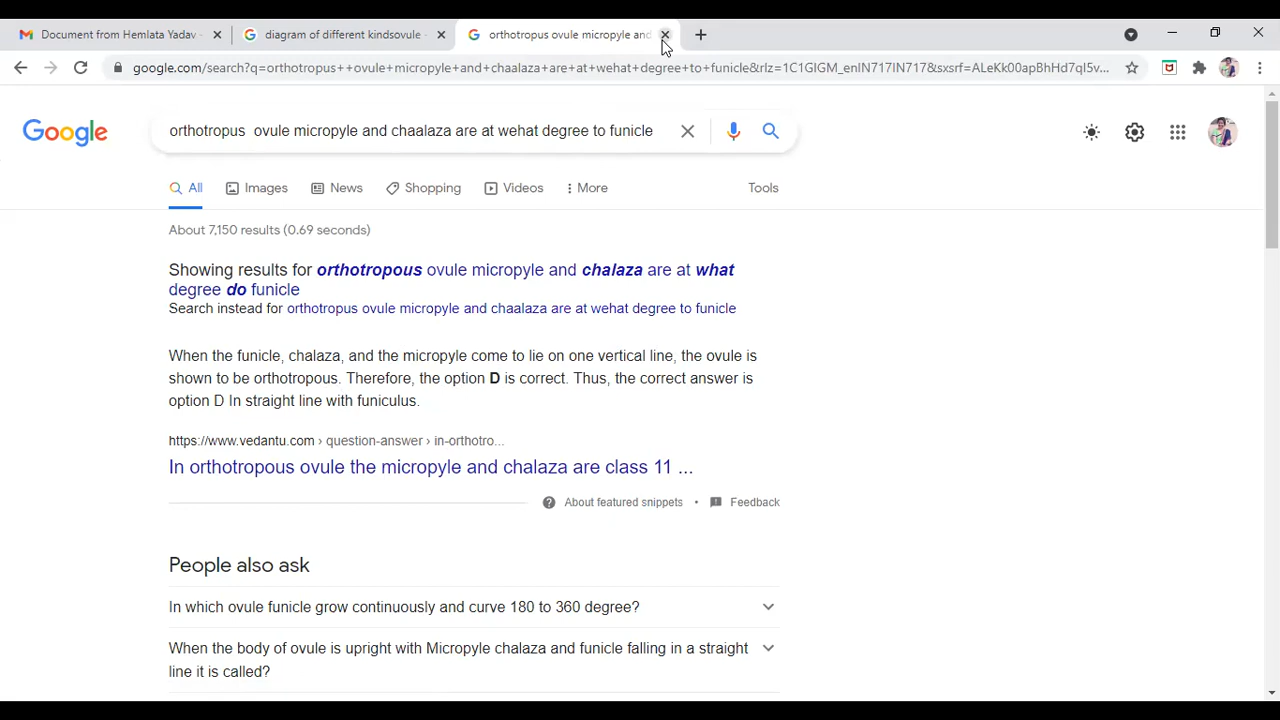 Document from Hemlata Yadav -
diagram of different kindsovule -
orthotropus ovule micropyle and
google.com/search?q=orthotropus++ovule+micropyle+and+chaalaza+are+at+wehat+degree+to+funicle&rlz=1C1GIGM_enIN717IN717&sxsrf=ALeKk00apBhHd7qI5v...
Google
orthotropus  ovule micropyle and chaalaza are at wehat degree to funicle
All
Images
News
Shopping
Videos
More
Tools
About 7,150 results (0.69 seconds)
Showing results for orthotropous ovule micropyle and chalaza are at what
degree do funicle
Search instead for orthotropus ovule micropyle and chaalaza are at wehat degree to funicle
When the funicle, chalaza, and the micropyle come to lie on one vertical line, the ovule is
shown to be orthotropous. Therefore, the option D is correct. Thus, the correct answer is
option D In straight line with funiculus.
https://www.vedantu.com › question-answer › in-orthotro...
In orthotropous ovule the micropyle and chalaza are class 11 ...
About featured snippets • Feedback
People also ask
In which ovule funicle grow continuously and curve 180 to 360 degree?
When the body of ovule is upright with Micropyle chalaza and funicle falling in a straight
line it is called?